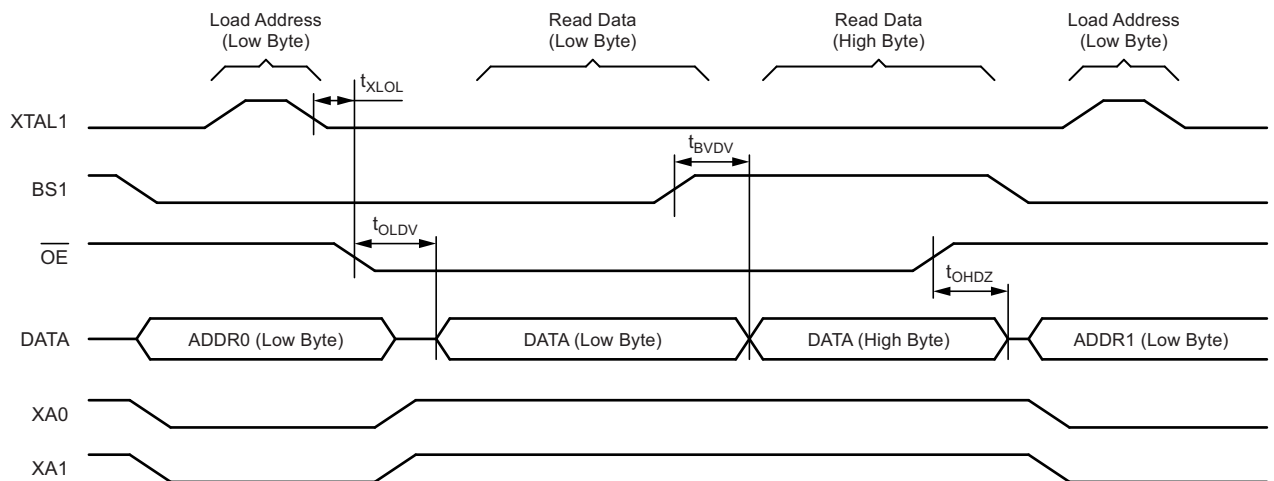 Load Address
(Low Byte)
Read Data
(Low Byte)
Read Data
(High Byte)
Load Address
(Low Byte)
tXLOL
XTAL1
tBVDV
BS1
tOLDV
OE
tOHDZ
DATA
ADDR0 (Low Byte)
DATA (Low Byte)
DATA (High Byte)
ADDR1 (Low Byte)
XA0
XA1